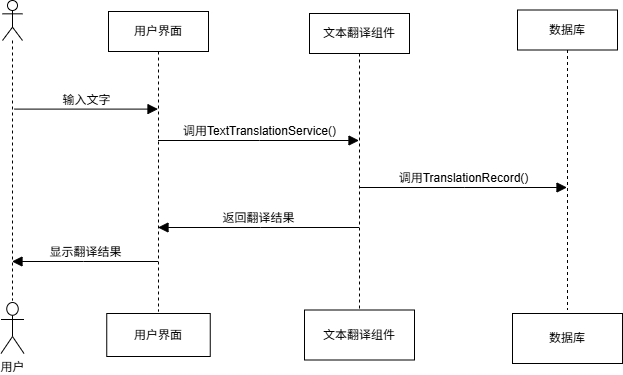 用户界面
文本翻译组件
数据库
输入文字
调用TextTranslationService()
调用TranslationRecord()
返回翻译结果
显示翻译结果
用户界面
文本翻译组件
数据库
用户